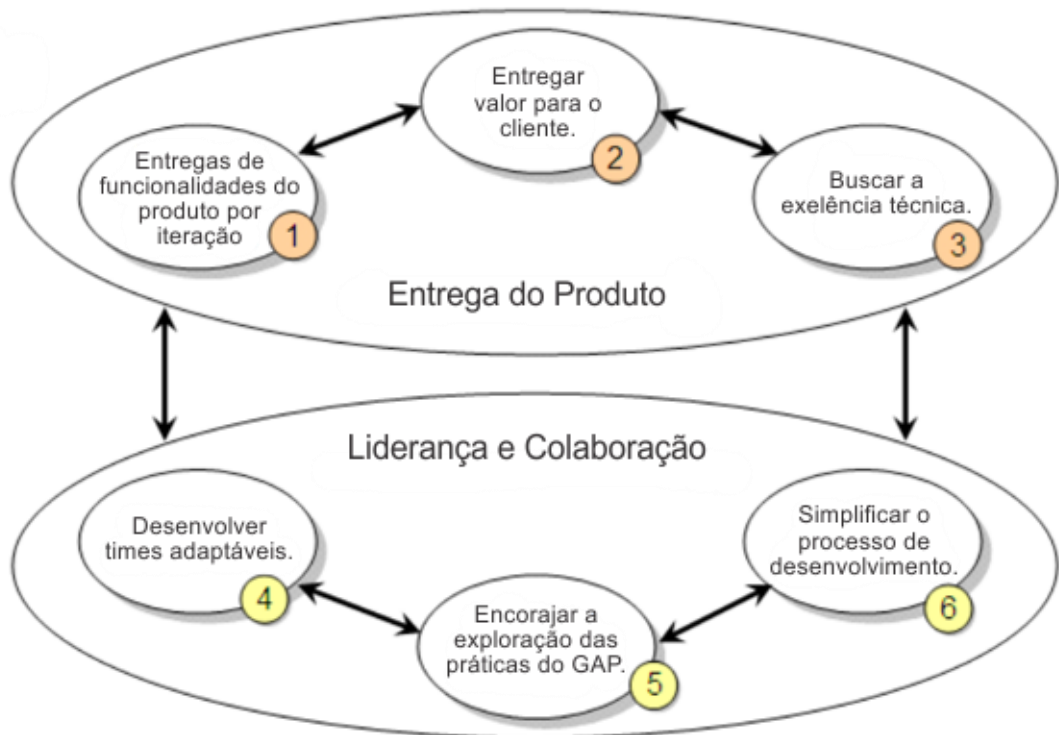 Entregar
valor para o
cliente.
2
Entregas de
funcionalidades do
produto por
iteração
1
Buscar a
exelência técnica.
3
Entrega do Produto
Liderança e Colaboração
Desenvolver
times adaptáveis.
4
Encorajar a
exploração das
práticas do GAP.
5
Simplificar o
processo de
desenvolvimento.
6